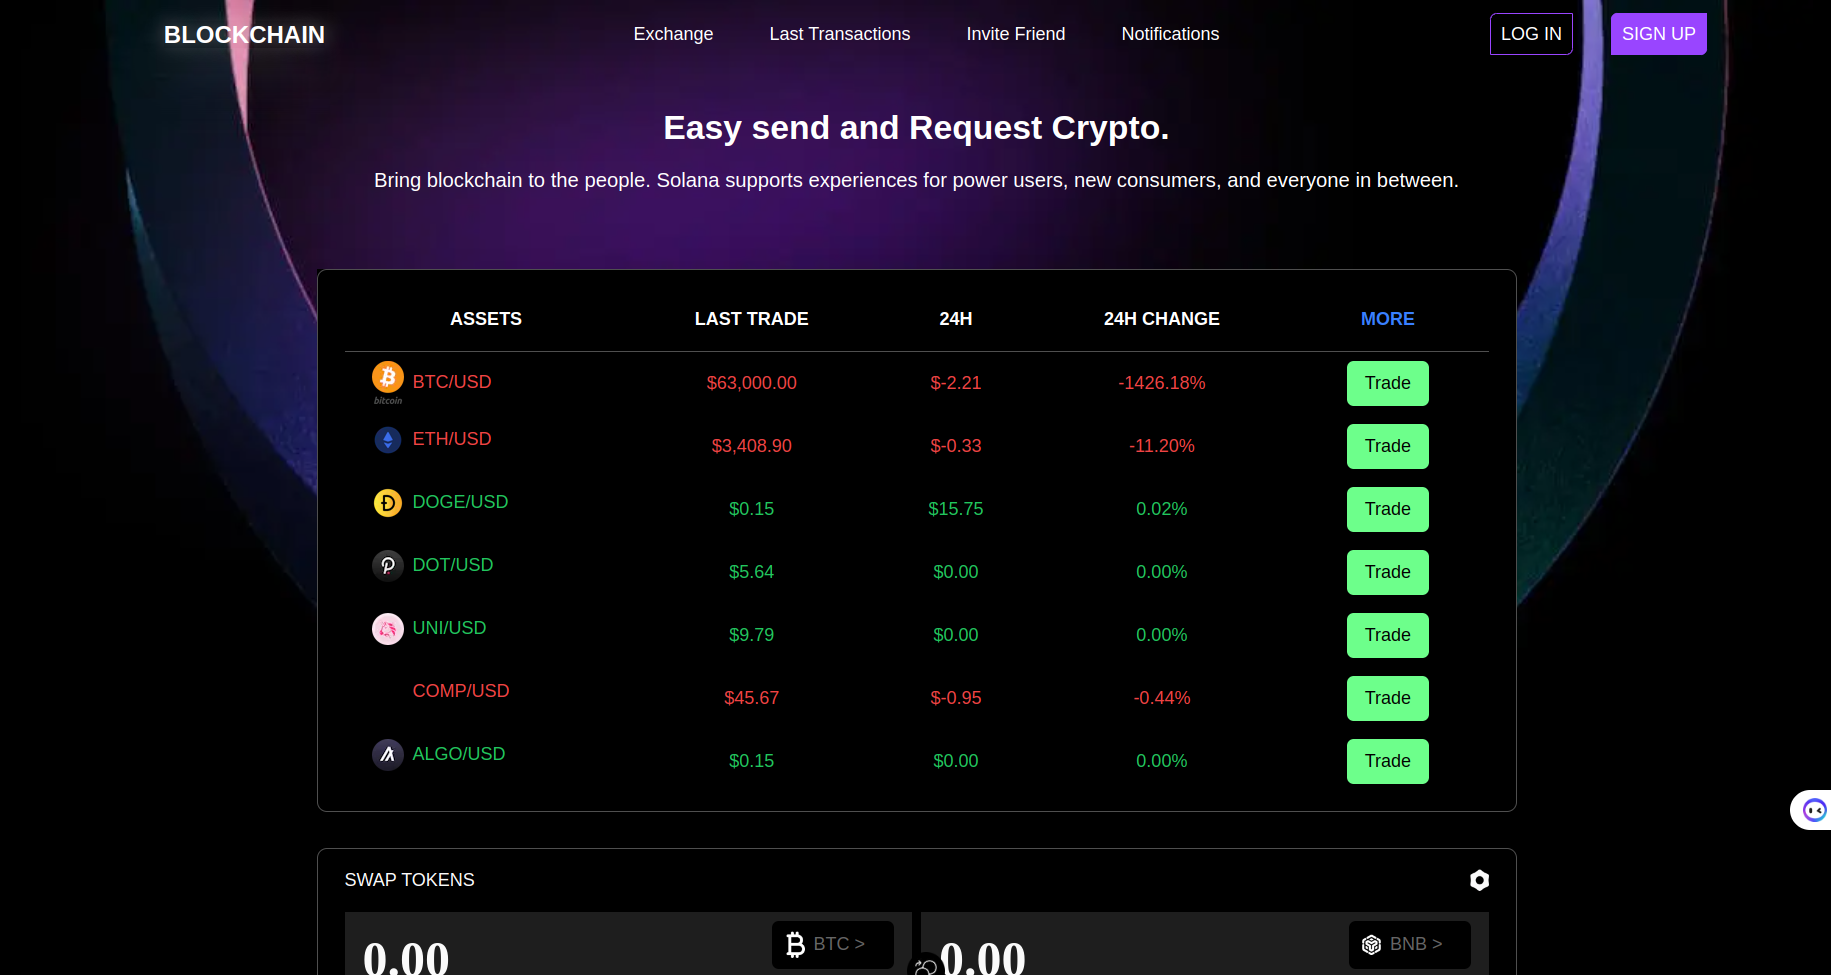 BLOCKCHAIN Exchange Last Transactions Invite Friend Notifications LOG IN SIGN UP
Easy send and Request Crypto.
Bring blockchain to the people. Solana supports experiences for power users, new consumers, and everyone in between.
ASSETS LAST TRADE 24H 24H CHANGE MORE
BTC/USD $63,000.00 $-2.21 -1426.18% Trade
bitcoin
ETH/USD $3,408.90 $-0.33 -11.20% Trade
DOGE/USD $0.15 $15.75 0.02% Trade
DOT/USD $5.64 $0.00 0.00% Trade
UNI/USD $9.79 $0.00 0.00% Trade
COMP/USD $45.67 $-0.95 -0.44% Trade
ALGO/USD $0.15 $0.00 0.00% Trade
SWAP TOKENS
0.00 BTC > 0.00 BNB >